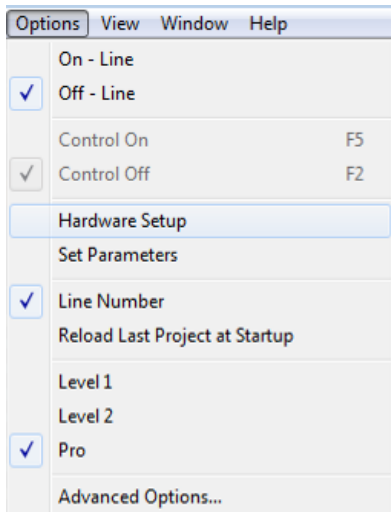 Options View Window Help
On - Line
Off - Line
Control On F5
Control Off F2
Hardware Setup
Set Parameters
Line Number
Reload Last Project at Startup
Level 1
Level 2
Pro
Advanced Options...